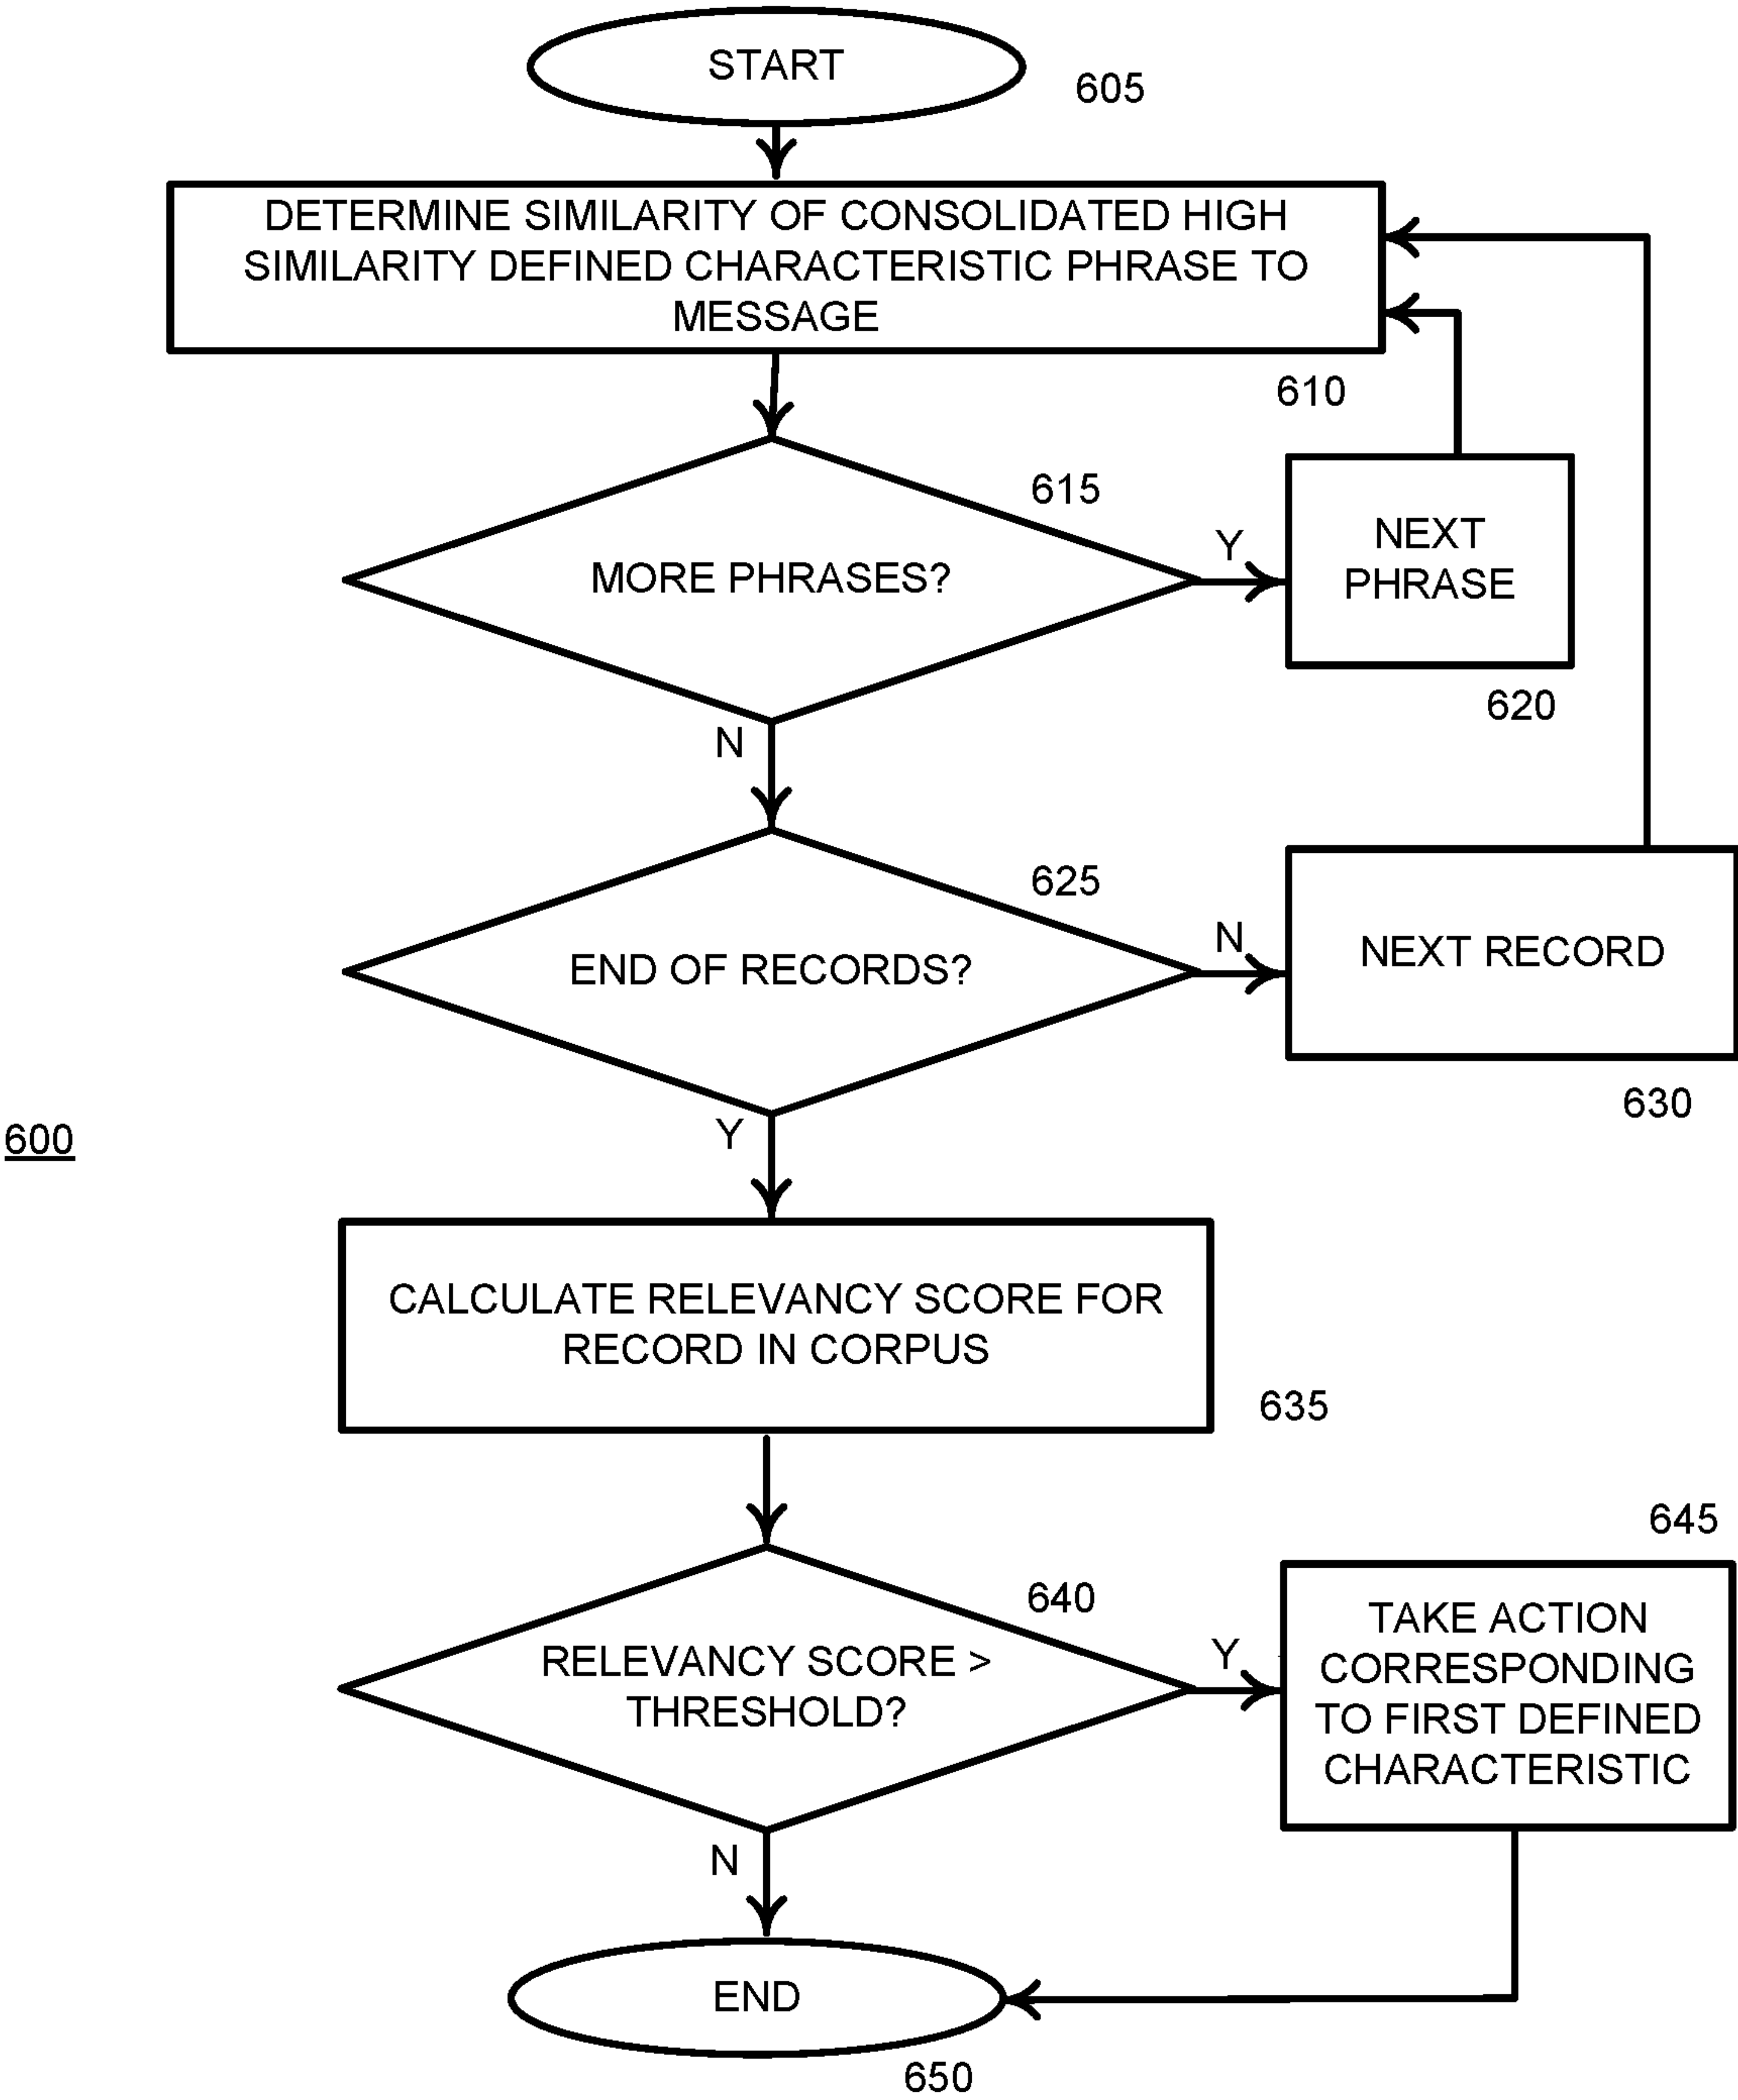 START
605
DETERMINE SIMILARITY OF CONSOLIDATED HIGH
SIMILARITY DEFINED CHARACTERISTIC PHRASE TO
MESSAGE
610
615
MORE PHRASES?
Y
NEXT
PHRASE
620
N
625
END OF RECORDS?
N
NEXT RECORD
630
Y
600
CALCULATE RELEVANCY SCORE FOR
RECORD IN CORPUS
635
640
RELEVANCY SCORE >
THRESHOLD?
Y
645
TAKE ACTION
CORRESPONDING
TO FIRST DEFINED
CHARACTERISTIC
N
END
650